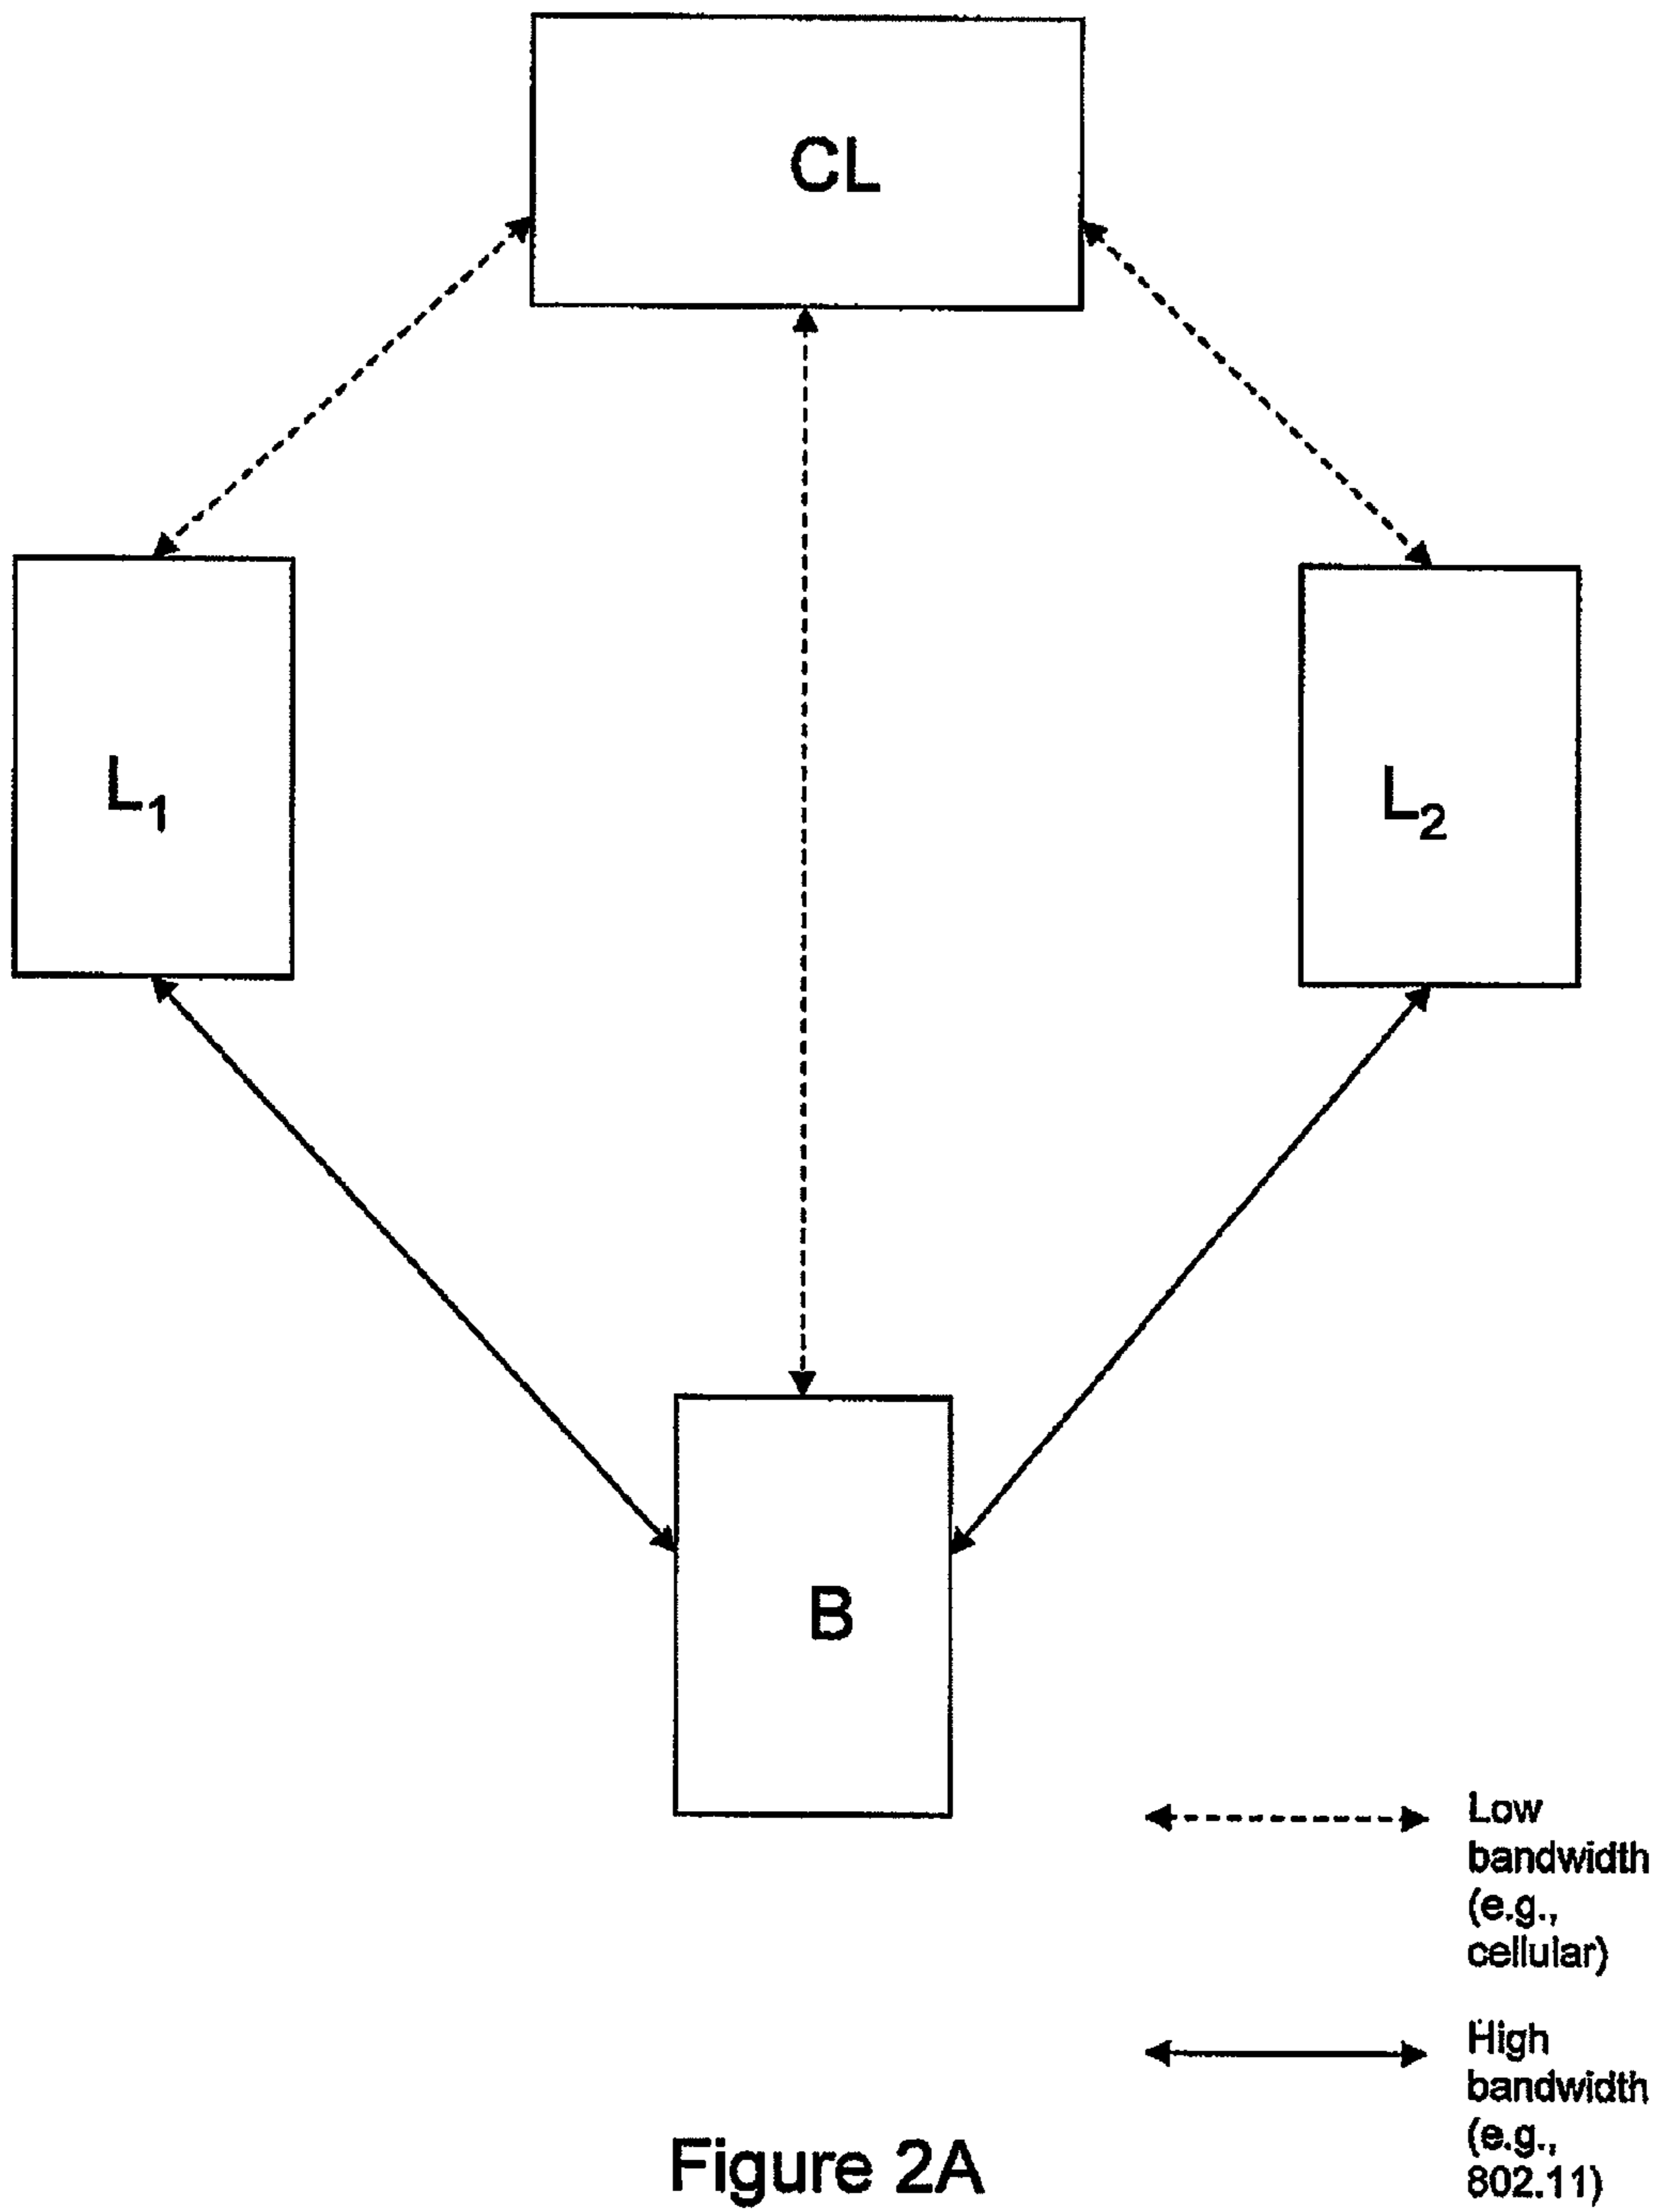 CL
L1
L2
B
Low
bandwidth
(e.g.,
cellular)
High
bandwidth
(e.g.,
802.11)
Figure 2A